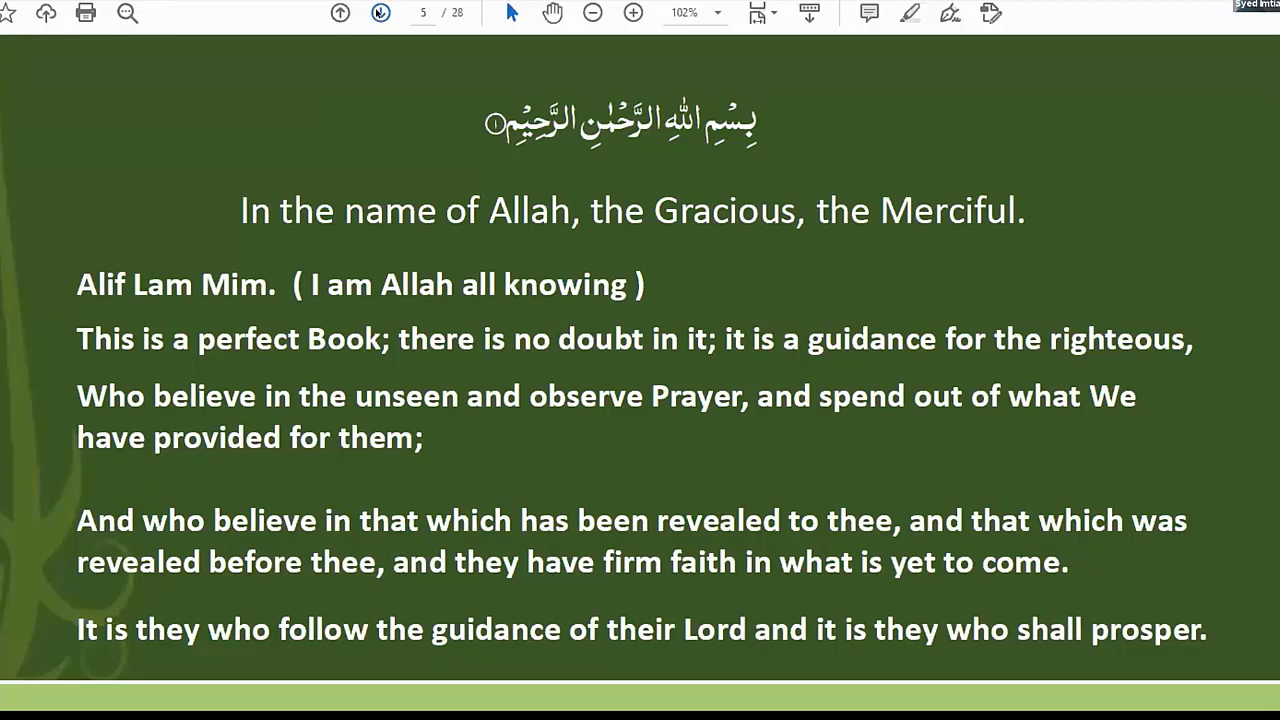 5 / 28 102%
Syed Imtia
بِسْمِ اللّٰهِ الرَّحْمٰنِ الرَّحِيْمِ ۝۱
In the name of Allah, the Gracious, the Merciful.
Alif Lam Mim. ( I am Allah all knowing )
This is a perfect Book; there is no doubt in it; it is a guidance for the righteous,
Who believe in the unseen and observe Prayer, and spend out of what We
have provided for them;
And who believe in that which has been revealed to thee, and that which was
revealed before thee, and they have firm faith in what is yet to come.
It is they who follow the guidance of their Lord and it is they who shall prosper.